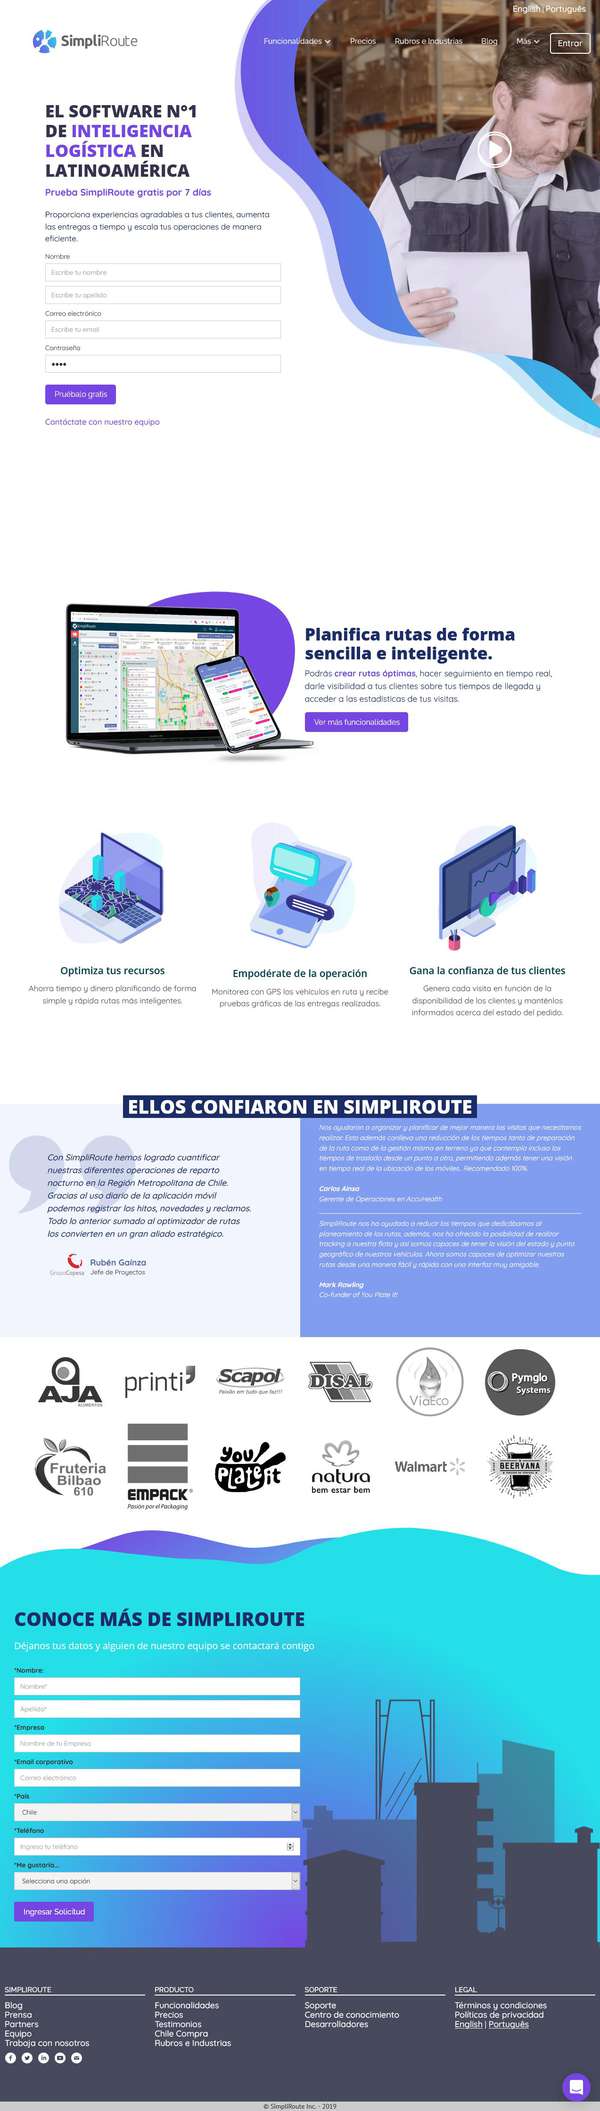 English | Português
SimpliRoute
Funcionalidades
Precios
Rubros e Industrias
Blog
Más
Entrar
EL SOFTWARE N°1
DE INTELIGENCIA
LOGÍSTICA EN
LATINOAMÉRICA
Prueba SimpliRoute gratis por 7 días
Proporciona experiencias agradables a tus clientes, aumenta
las entregas a tiempo y escala tus operaciones de manera
eficiente.
Nombre
Escribe tu nombre
Escribe tu apellido
Correo electrónico
Escribe tu email
Contraseña
Pruébalo gratis
Contáctate con nuestro equipo
Planifica rutas de forma
sencilla e inteligente.
Podrás crear rutas óptimas, hacer seguimiento en tiempo real,
darle visibilidad a tus clientes sobre tus tiempos de llegada y
acceder a las estadísticas de tus visitas.
Ver más funcionalidades
Optimiza tus recursos
Ahorra tiempo y dinero planificando de forma
simple y rápida rutas más inteligentes.
Empodérate de la operación
Monitorea con GPS los vehículos en ruta y recibe
pruebas gráficas de las entregas realizadas.
Gana la confianza de tus clientes
Genera cada visita en función de la
disponibilidad de los clientes y manténlos
informados acerca del estado del pedido.
ELLOS CONFIARON EN SIMPLIROUTE
Con SimpliRoute hemos logrado cuantificar
nuestras diferentes operaciones de reparto
nocturno en la Región Metropolitana de Chile.
Gracias al uso diario de la aplicación móvil
podemos registrar los hitos, novedades y reclamos.
Todo lo anterior sumado al optimizador de rutas
los convierten en un gran aliado estratégico.
GrupoCopesa
Rubén Gaínza
Jefe de Proyectos
Nos ayudaron a organizar y planificar de mejor manera las visitas que necesitamos
realizar. Esto además conlleva una reducción de los tiempos tanto de preparación
de la ruta como de la gestión misma en terreno ya que contempla incluso los
tiempos de traslado desde un punto a otro, permitiendo además tener una visión
en tiempo real de la ubicación de los móviles. Recomendado 100%.
Carlos Ainsa
Gerente de Operaciones en AccuHealth
SimpliRoute nos ha ayudado a reducir los tiempos que dedicábamos al
planeamiento de las rutas, además, nos ha ofrecido la posibilidad de realizar
tracking a nuestra flota y así somos capaces de tener la visión del estado y punto
geográfico de nuestros vehículos. Ahora somos capaces de optimizar nuestras
rutas desde una manera fácil y rápida con una interfaz muy amigable.
Mark Rawling
Co-founder of You Plate It!
AJA
ALIMENTOS
printi
Scapol
Paixão em tudo que faz!!!
DISAL
ViaEco
Pymglo
Systems
Fruteria
Bilbao
610
EMPACK
Pasión por el Packaging
YOU
PLATE it
natura
bem estar bem
Walmart
BEERVANA
CONOCE MÁS DE SIMPLIROUTE
Déjanos tus datos y alguien de nuestro equipo se contactará contigo
*Nombre:
Nombre*
Apellido*
*Empresa
Nombre de tu Empresa
*Email corporativo
Correo electrónico
*País
Chile
*Teléfono
Ingresa tu teléfono
*Me gustaría...
Selecciona una opción
Ingresar Solicitud
SIMPLIROUTE
Blog
Prensa
Partners
Equipo
Trabaja con nosotros
PRODUCTO
Funcionalidades
Precios
Testimonios
Chile Compra
Rubros e Industrias
SOPORTE
Soporte
Centro de conocimiento
Desarrolladores
LEGAL
Términos y condiciones
Políticas de privacidad
English | Português
© SimpliRoute Inc. - 2019